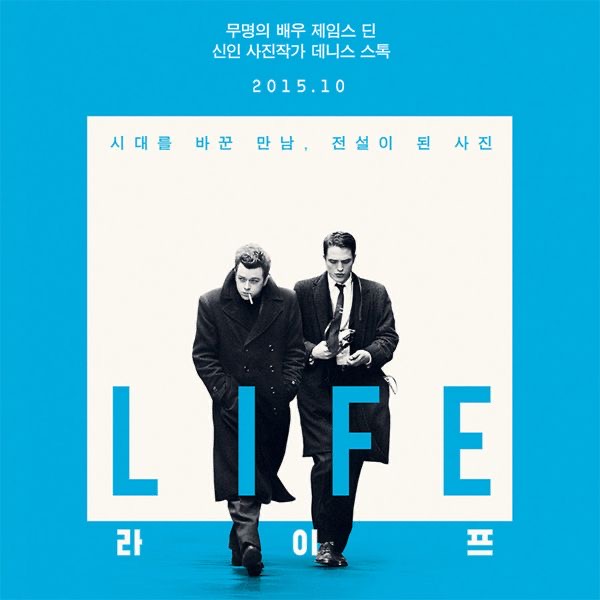 무명의 배우 제임스 딘
신인 사진작가 데니스 스톡
2015.10
시대를 바꾼 만남, 전설이 된 사진
LIFE
라이프